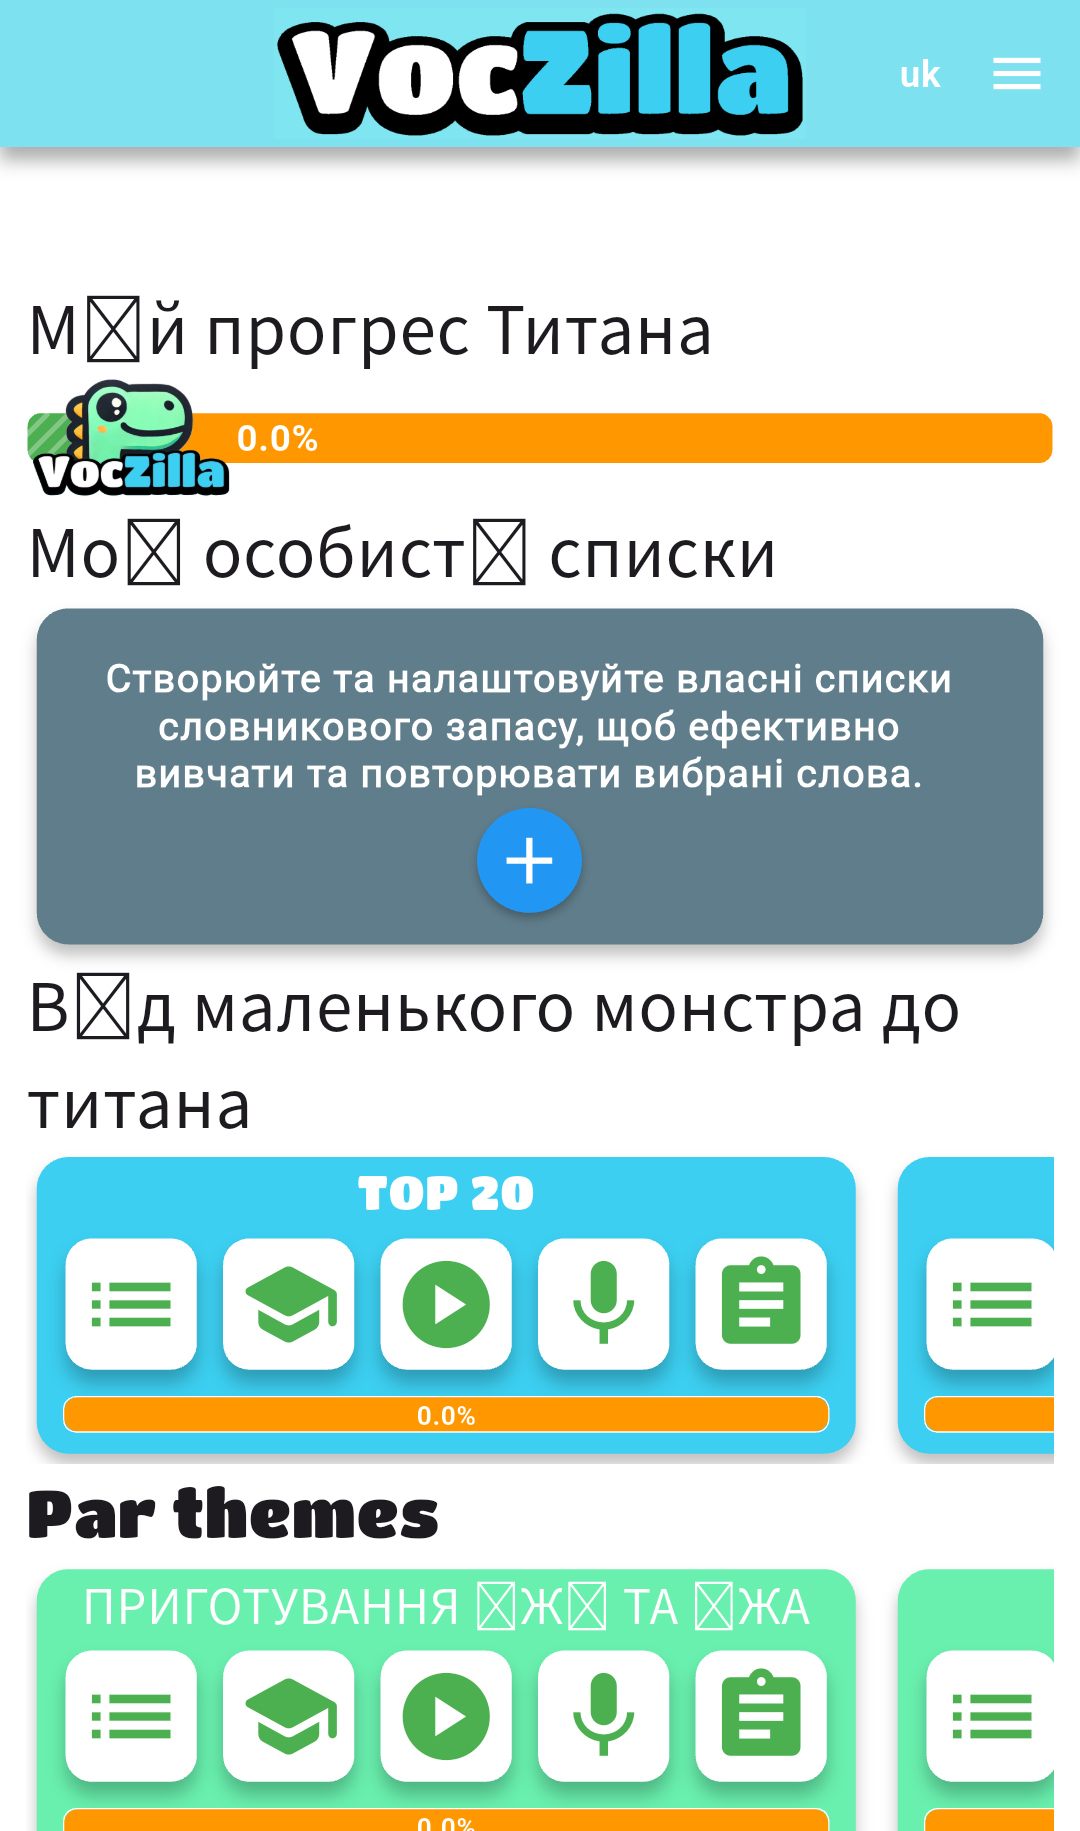 VocZilla
uk
М☒й прогрес Титана
0.0%
VocZilla
Мо☒ особист☒ списки
Створюйте та налаштовуйте власні списки
словникового запасу, щоб ефективно
вивчати та повторювати вибрані слова.
В☒д маленького монстра до
титана
TOP 20
0.0%
Par themes
ПРИГОТУВАННЯ ☒Ж☒ ТА ☒ЖА
0.0%